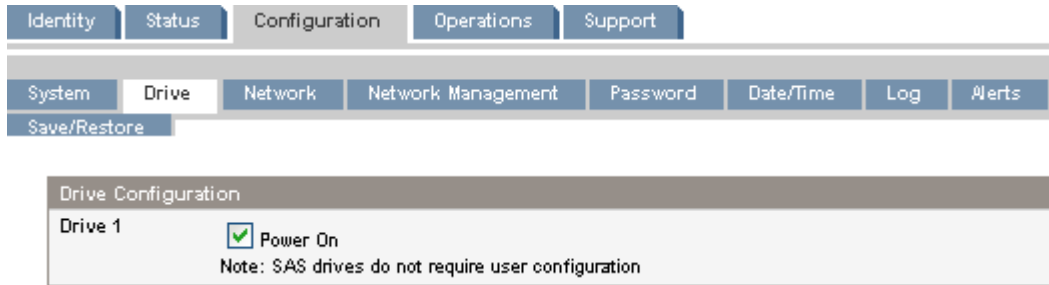 Identity Status Configuration Operations Support
System Drive Network Network Management Password Date/Time Log Alerts
Save/Restore
Drive Configuration
Drive 1 Power On
Note: SAS drives do not require user configuration